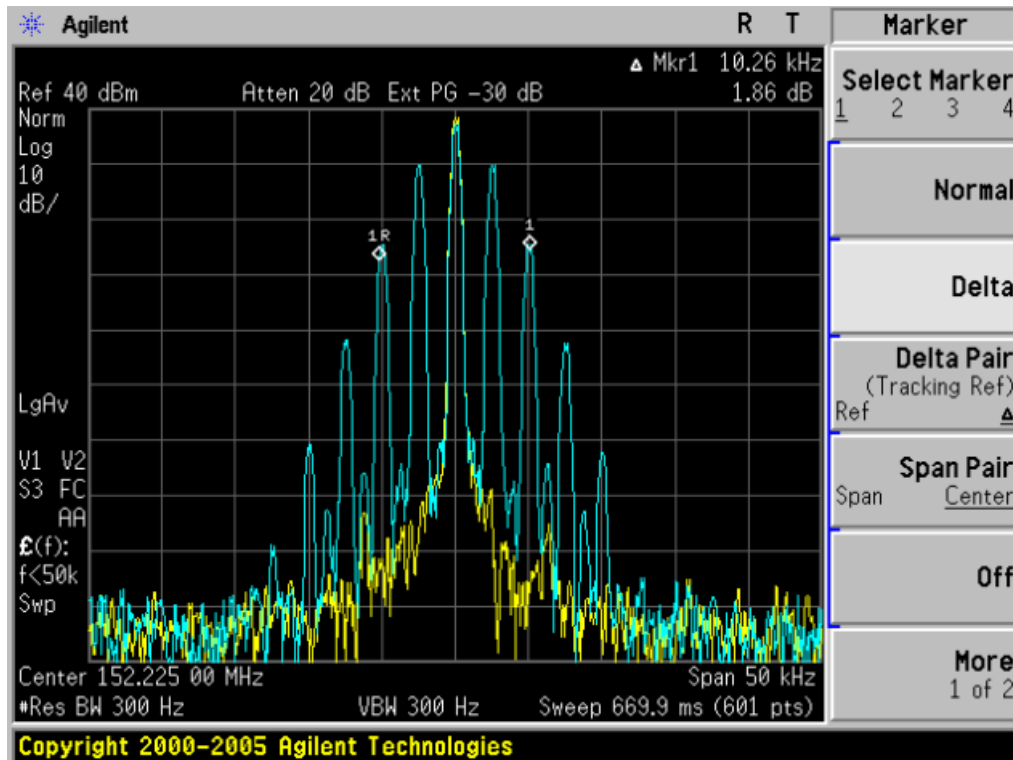 Agilent R T Marker
Δ Mkr1 10.26 kHz
Ref 40 dBm Atten 20 dB Ext PG -30 dB 1.86 dB
Norm
Log
10
dB/
1R
1
LgAv
V1 V2
S3 FC
AA
£(f):
f<50k
Swp
Center 152.225 00 MHz Span 50 kHz
#Res BW 300 Hz VBW 300 Hz Sweep 669.9 ms (601 pts)
Copyright 2000-2005 Agilent Technologies
Select Marker
1 2 3 4
Normal
Delta
Delta Pair
(Tracking Ref)
Ref Δ
Span Pair
Span Center
Off
More
1 of 2